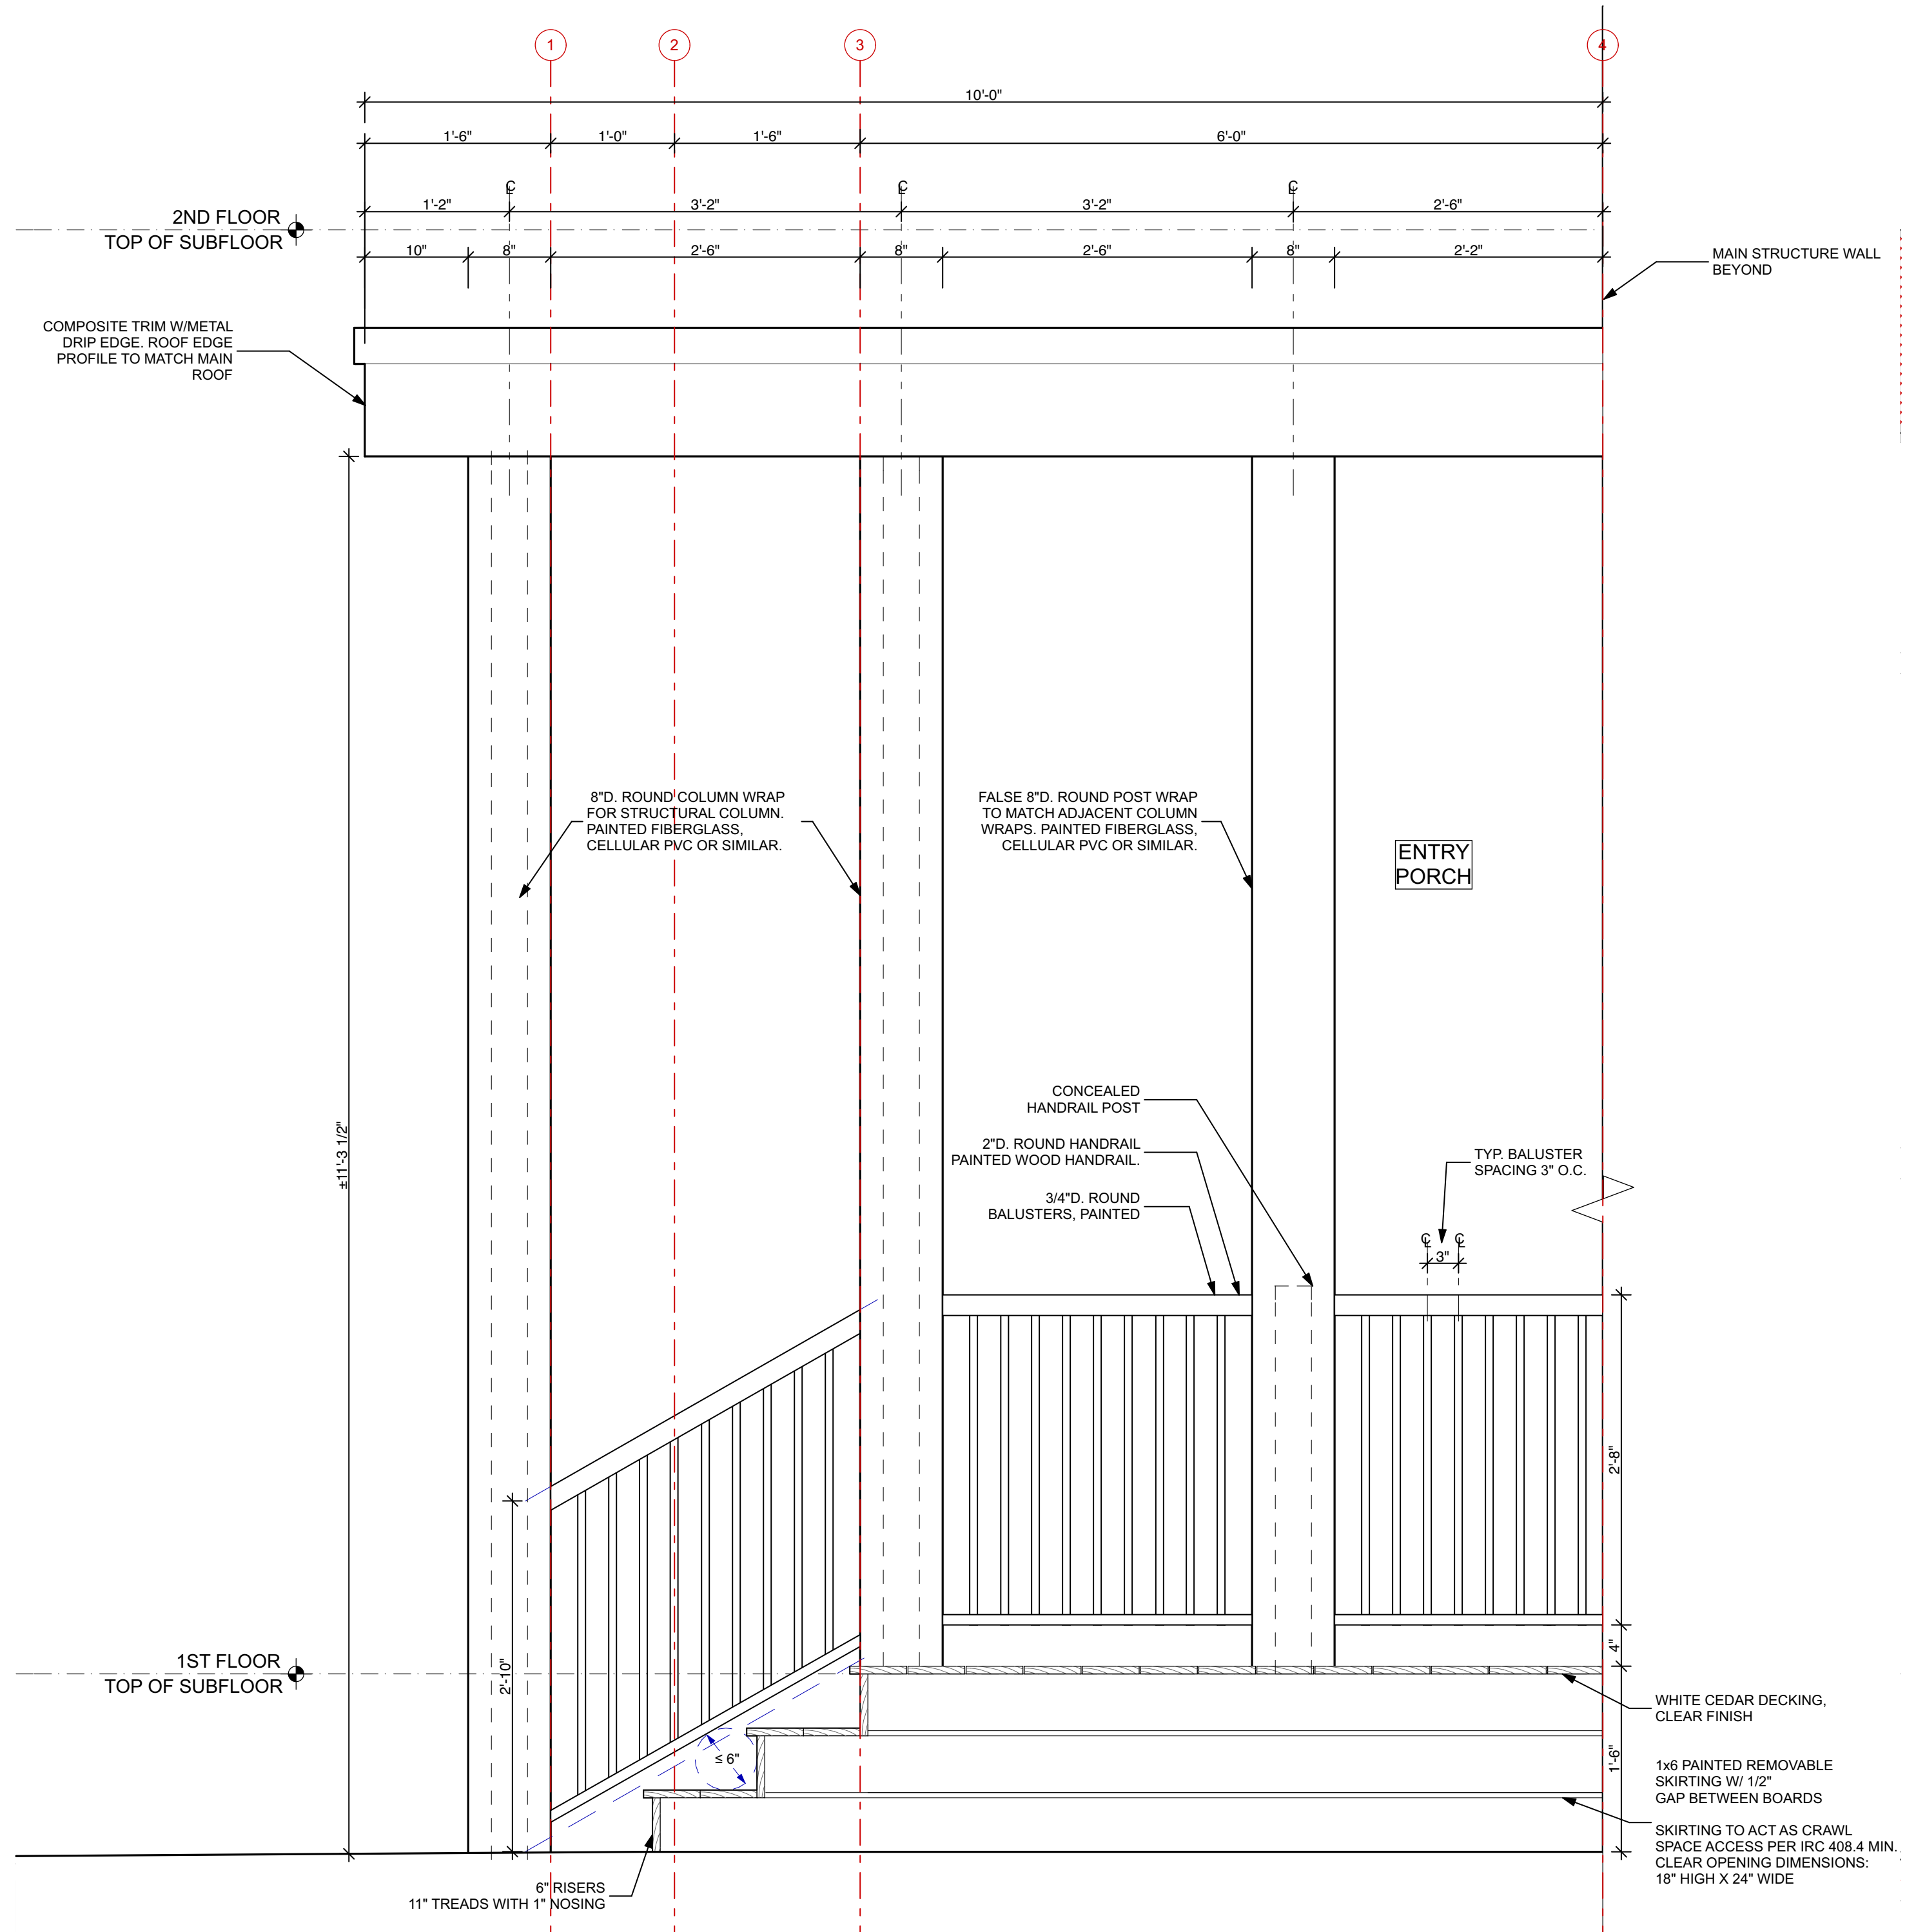 1
2
3
4
10'-0"
1'-6"
1'-0"
1'-6"
6'-0"
℄
℄
℄
1'-2"
3'-2"
3'-2"
2'-6"
2ND FLOOR
TOP OF SUBFLOOR
10"
8"
2'-6"
8"
2'-6"
8"
2'-2"
MAIN STRUCTURE WALL
BEYOND
COMPOSITE TRIM W/METAL
DRIP EDGE. ROOF EDGE
PROFILE TO MATCH MAIN
ROOF
8"D. ROUND COLUMN WRAP
FOR STRUCTURAL COLUMN.
PAINTED FIBERGLASS,
CELLULAR PVC OR SIMILAR.
FALSE 8"D. ROUND POST WRAP
TO MATCH ADJACENT COLUMN
WRAPS. PAINTED FIBERGLASS,
CELLULAR PVC OR SIMILAR.
ENTRY
PORCH
CONCEALED
HANDRAIL POST
2"D. ROUND HANDRAIL
PAINTED WOOD HANDRAIL.
3/4"D. ROUND
BALUSTERS, PAINTED
TYP. BALUSTER
SPACING 3" O.C.
℄ ℄
3"
±11'-3 1/2"
2'-8"
4"
1'-6"
2'-10"
1ST FLOOR
TOP OF SUBFLOOR
≤ 6"
WHITE CEDAR DECKING,
CLEAR FINISH
1x6 PAINTED REMOVABLE
SKIRTING W/ 1/2"
GAP BETWEEN BOARDS
SKIRTING TO ACT AS CRAWL
SPACE ACCESS PER IRC 408.4 MIN.
CLEAR OPENING DIMENSIONS:
18" HIGH X 24" WIDE
6" RISERS
11" TREADS WITH 1" NOSING